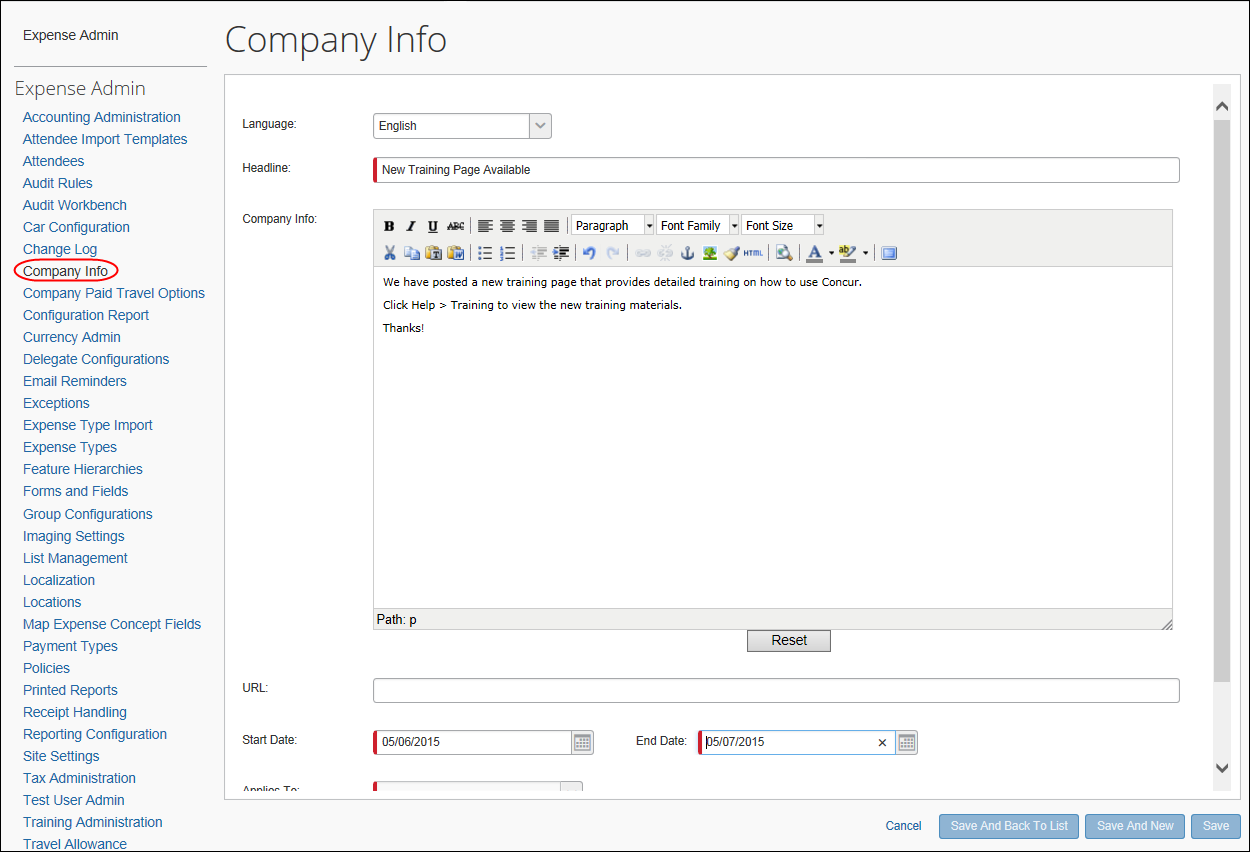 Expense Admin
Expense Admin
Accounting Administration
Attendee Import Templates
Attendees
Audit Rules
Audit Workbench
Car Configuration
Change Log
Company Info
Company Paid Travel Options
Configuration Report
Currency Admin
Delegate Configurations
Email Reminders
Exceptions
Expense Type Import
Expense Types
Feature Hierarchies
Forms and Fields
Group Configurations
Imaging Settings
List Management
Localization
Locations
Map Expense Concept Fields
Payment Types
Policies
Printed Reports
Receipt Handling
Reporting Configuration
Site Settings
Tax Administration
Test User Admin
Training Administration
Travel Allowance
Company Info
Language: English
Headline: New Training Page Available
Company Info:
B I U ABC Paragraph Font Family Font Size
HTML A ab
We have posted a new training page that provides detailed training on how to use Concur.
Click Help > Training to view the new training materials.
Thanks!
Path: p
Reset
URL:
Start Date: 05/06/2015 End Date: 05/07/2015
Applies To:
Cancel Save And Back To List Save And New Save